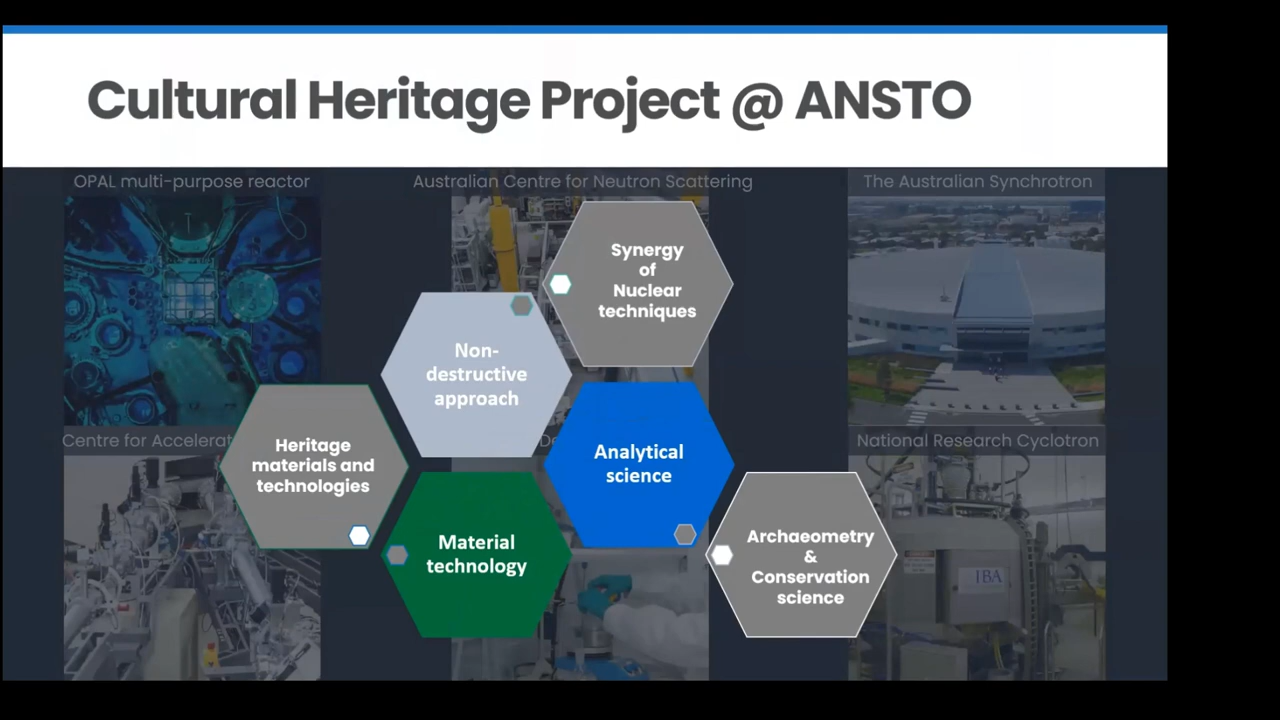 Cultural Heritage Project @ ANSTO
OPAL multi-purpose reactor
Australian Centre for Neutron Scattering
The Australian Synchrotron
Synergy
of
Nuclear
techniques
Non-
destructive
approach
Centre for
National Research Cyclotron
Heritage
materials and
technologies
Analytical
science
Material
technology
Archaeometry
&
Conservation
science
IBA